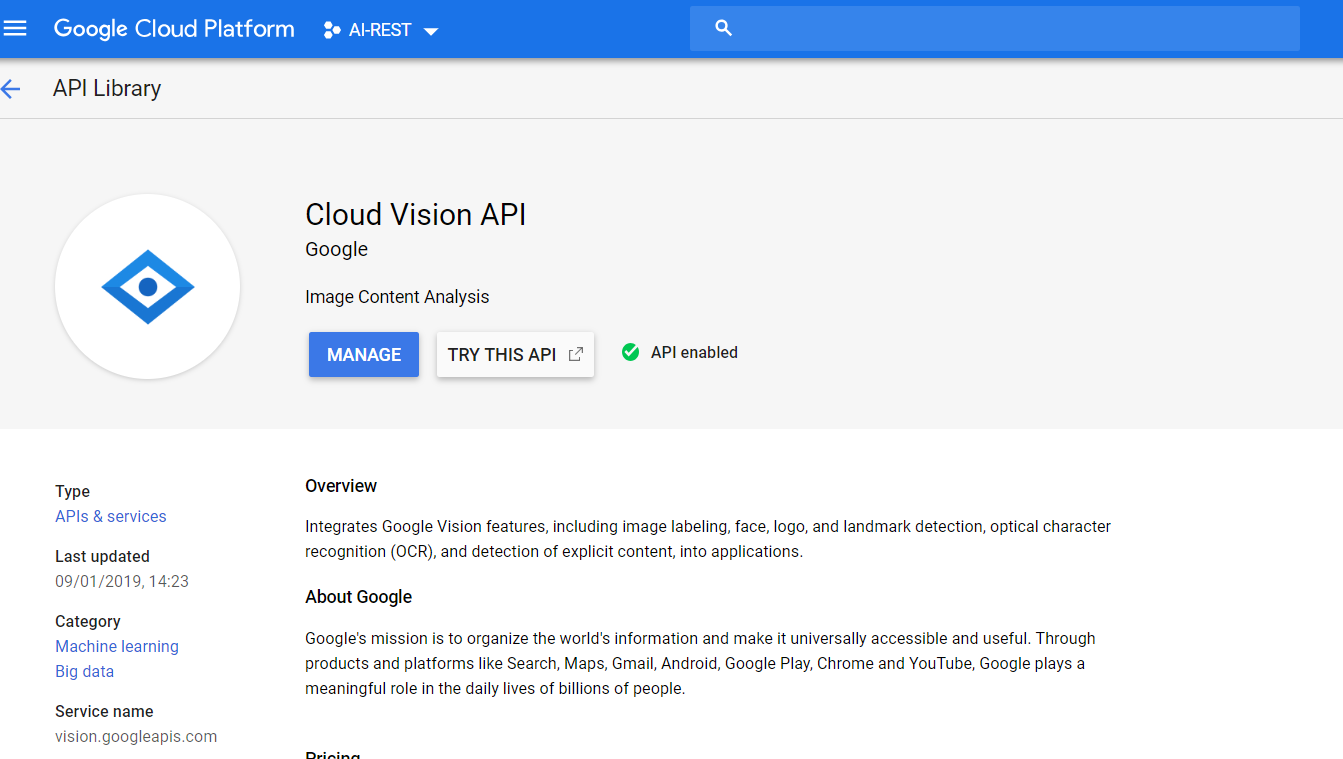 Google Cloud Platform
AI-REST
API Library
Cloud Vision API
Google
Image Content Analysis
MANAGE
TRY THIS API
API enabled
Type
APIs & services
Last updated
09/01/2019, 14:23
Category
Machine learning
Big data
Service name
vision.googleapis.com
Overview
Integrates Google Vision features, including image labeling, face, logo, and landmark detection, optical character
recognition (OCR), and detection of explicit content, into applications.
About Google
Google's mission is to organize the world's information and make it universally accessible and useful. Through
products and platforms like Search, Maps, Gmail, Android, Google Play, Chrome and YouTube, Google plays a
meaningful role in the daily lives of billions of people.
Pricing